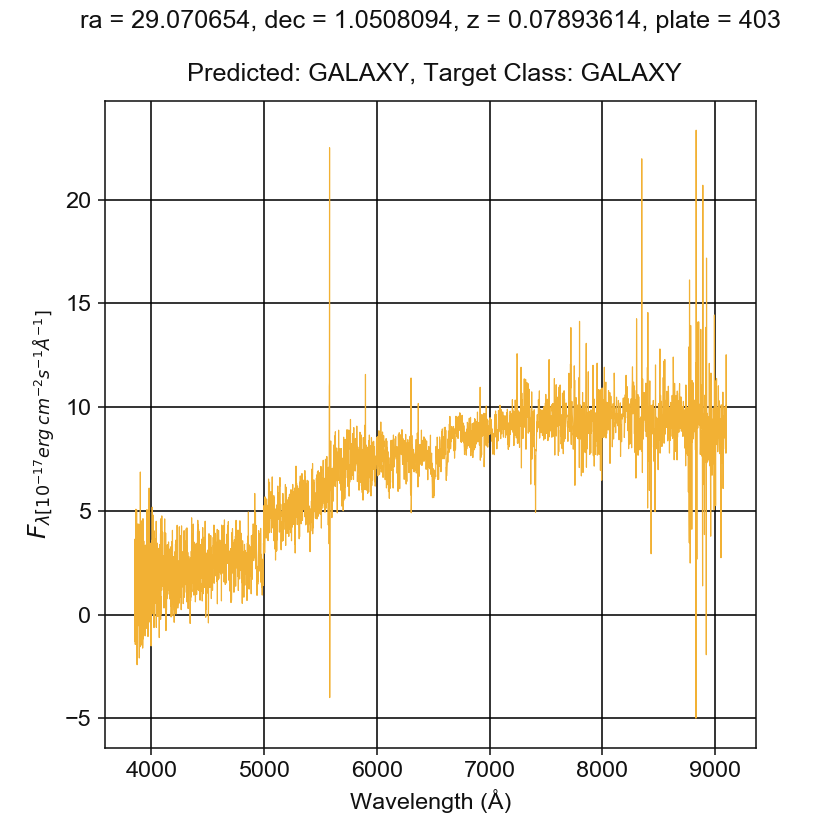 ra = 29.070654, dec = 1.0508094, z = 0.07893614, plate = 403
Predicted: GALAXY, Target Class: GALAXY
20
15
10
5
0
−5
F_λ[10^−17 erg cm^−2 s^−1 Å^−1]
4000 5000 6000 7000 8000 9000
Wavelength (Å)